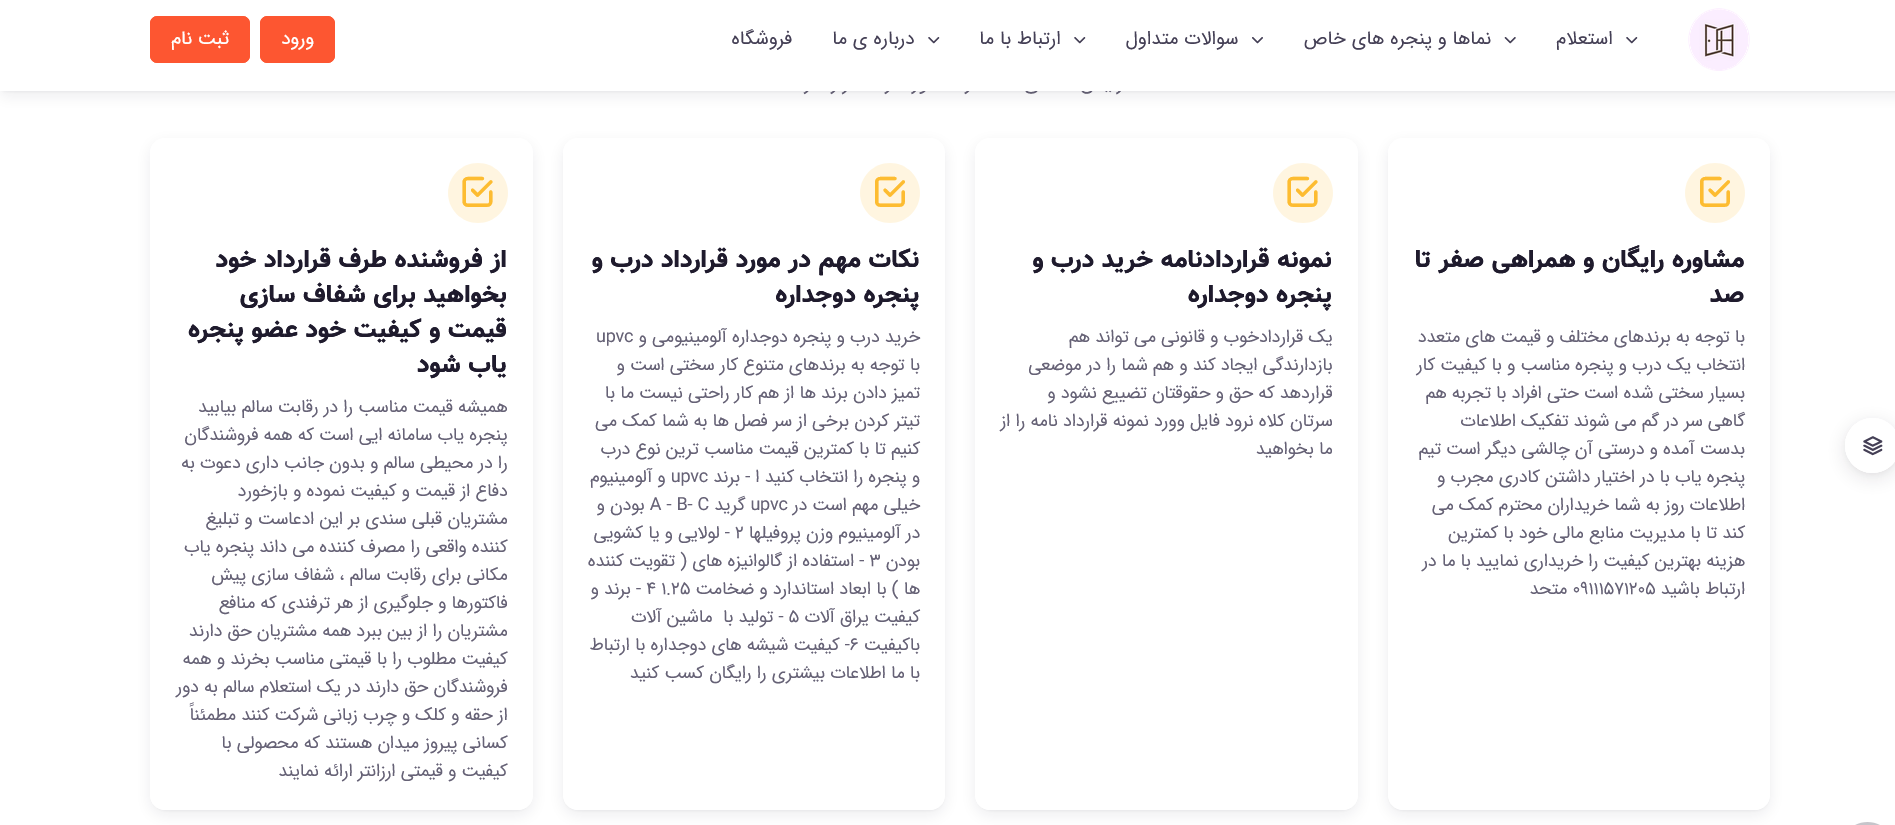 استعلام
نماها و پنجره های خاص
سوالات متداول
ارتباط با ما
درباره ی ما
فروشگاه
ورود
ثبت نام
مشاوره رایگان و همراهی صفر تا
صد
با توجه به برندهای مختلف و قیمت های متعدد
انتخاب یک درب و پنجره مناسب و با کیفیت کار
بسیار سختی شده است حتی افراد با تجربه هم
گاهی سر در گم می شوند تفکیک اطلاعات
بدست آمده و درستی آن چالشی دیگر است تیم
پنجره یاب با در اختیار داشتن کادری مجرب و
اطلاعات روز به شما خریداران محترم کمک می
کند تا با مدیریت منابع مالی خود با کمترین
هزینه بهترین کیفیت را خریداری نمایید با ما در
ارتباط باشید ۰۹۱۱۱۵۷۱۲۰۵ متحد
نمونه قراردادنامه خرید درب و
پنجره دوجداره
یک قراردادخوب و قانونی می تواند هم
بازدارندگی ایجاد کند و هم شما را در موضعی
قراردهد که حق و حقوقتان تضییع نشود و
سرتان کلاه نرود فایل وورد نمونه قرارداد نامه را از
ما بخواهید
نکات مهم در مورد قرارداد درب و
پنجره دوجداره
خرید درب و پنجره دوجداره آلومینیومی و upvc
با توجه به برندهای متنوع کار سختی است و
تمیز دادن برند ها از هم کار راحتی نیست ما با
تیتر کردن برخی از سر فصل ها به شما کمک می
کنیم تا با کمترین قیمت مناسب ترین نوع درب
و پنجره را انتخاب کنید ۱ - برند upvc و آلومینیوم
خیلی مهم است در upvc گرید A - B- C بودن و
در آلومینیوم وزن پروفیلها ۲ - لولایی و یا کشویی
بودن ۳ - استفاده از گالوانیزه های ( تقویت کننده
ها ) با ابعاد استاندارد و ضخامت ۱.۲۵ ۴ - برند و
کیفیت یراق آلات ۵ - تولید با  ماشین آلات
باکیفیت ۶- کیفیت شیشه های دوجداره با ارتباط
با ما اطلاعات بیشتری را رایگان کسب کنید
از فروشنده طرف قرارداد خود
بخواهید برای شفاف سازی
قیمت و کیفیت خود عضو پنجره
یاب شود
همیشه قیمت مناسب را در رقابت سالم بیابید
پنجره یاب سامانه ایی است که همه فروشندگان
را در محیطی سالم و بدون جانب داری دعوت به
دفاع از قیمت و کیفیت نموده و بازخورد
مشتریان قبلی سندی بر این ادعاست و تبلیغ
کننده واقعی را مصرف کننده می داند پنجره یاب
مکانی برای رقابت سالم ، شفاف سازی پیش
فاکتورها و جلوگیری از هر ترفندی که منافع
مشتریان را از بین ببرد همه مشتریان حق دارند
کیفیت مطلوب را با قیمتی مناسب بخرند و همه
فروشندگان حق دارند در یک استعلام سالم به دور
از حقه و کلک و چرب زبانی شرکت کنند مطمئناً
کسانی پیروز میدان هستند که محصولی با
کیفیت و قیمتی ارزانتر ارائه نمایند